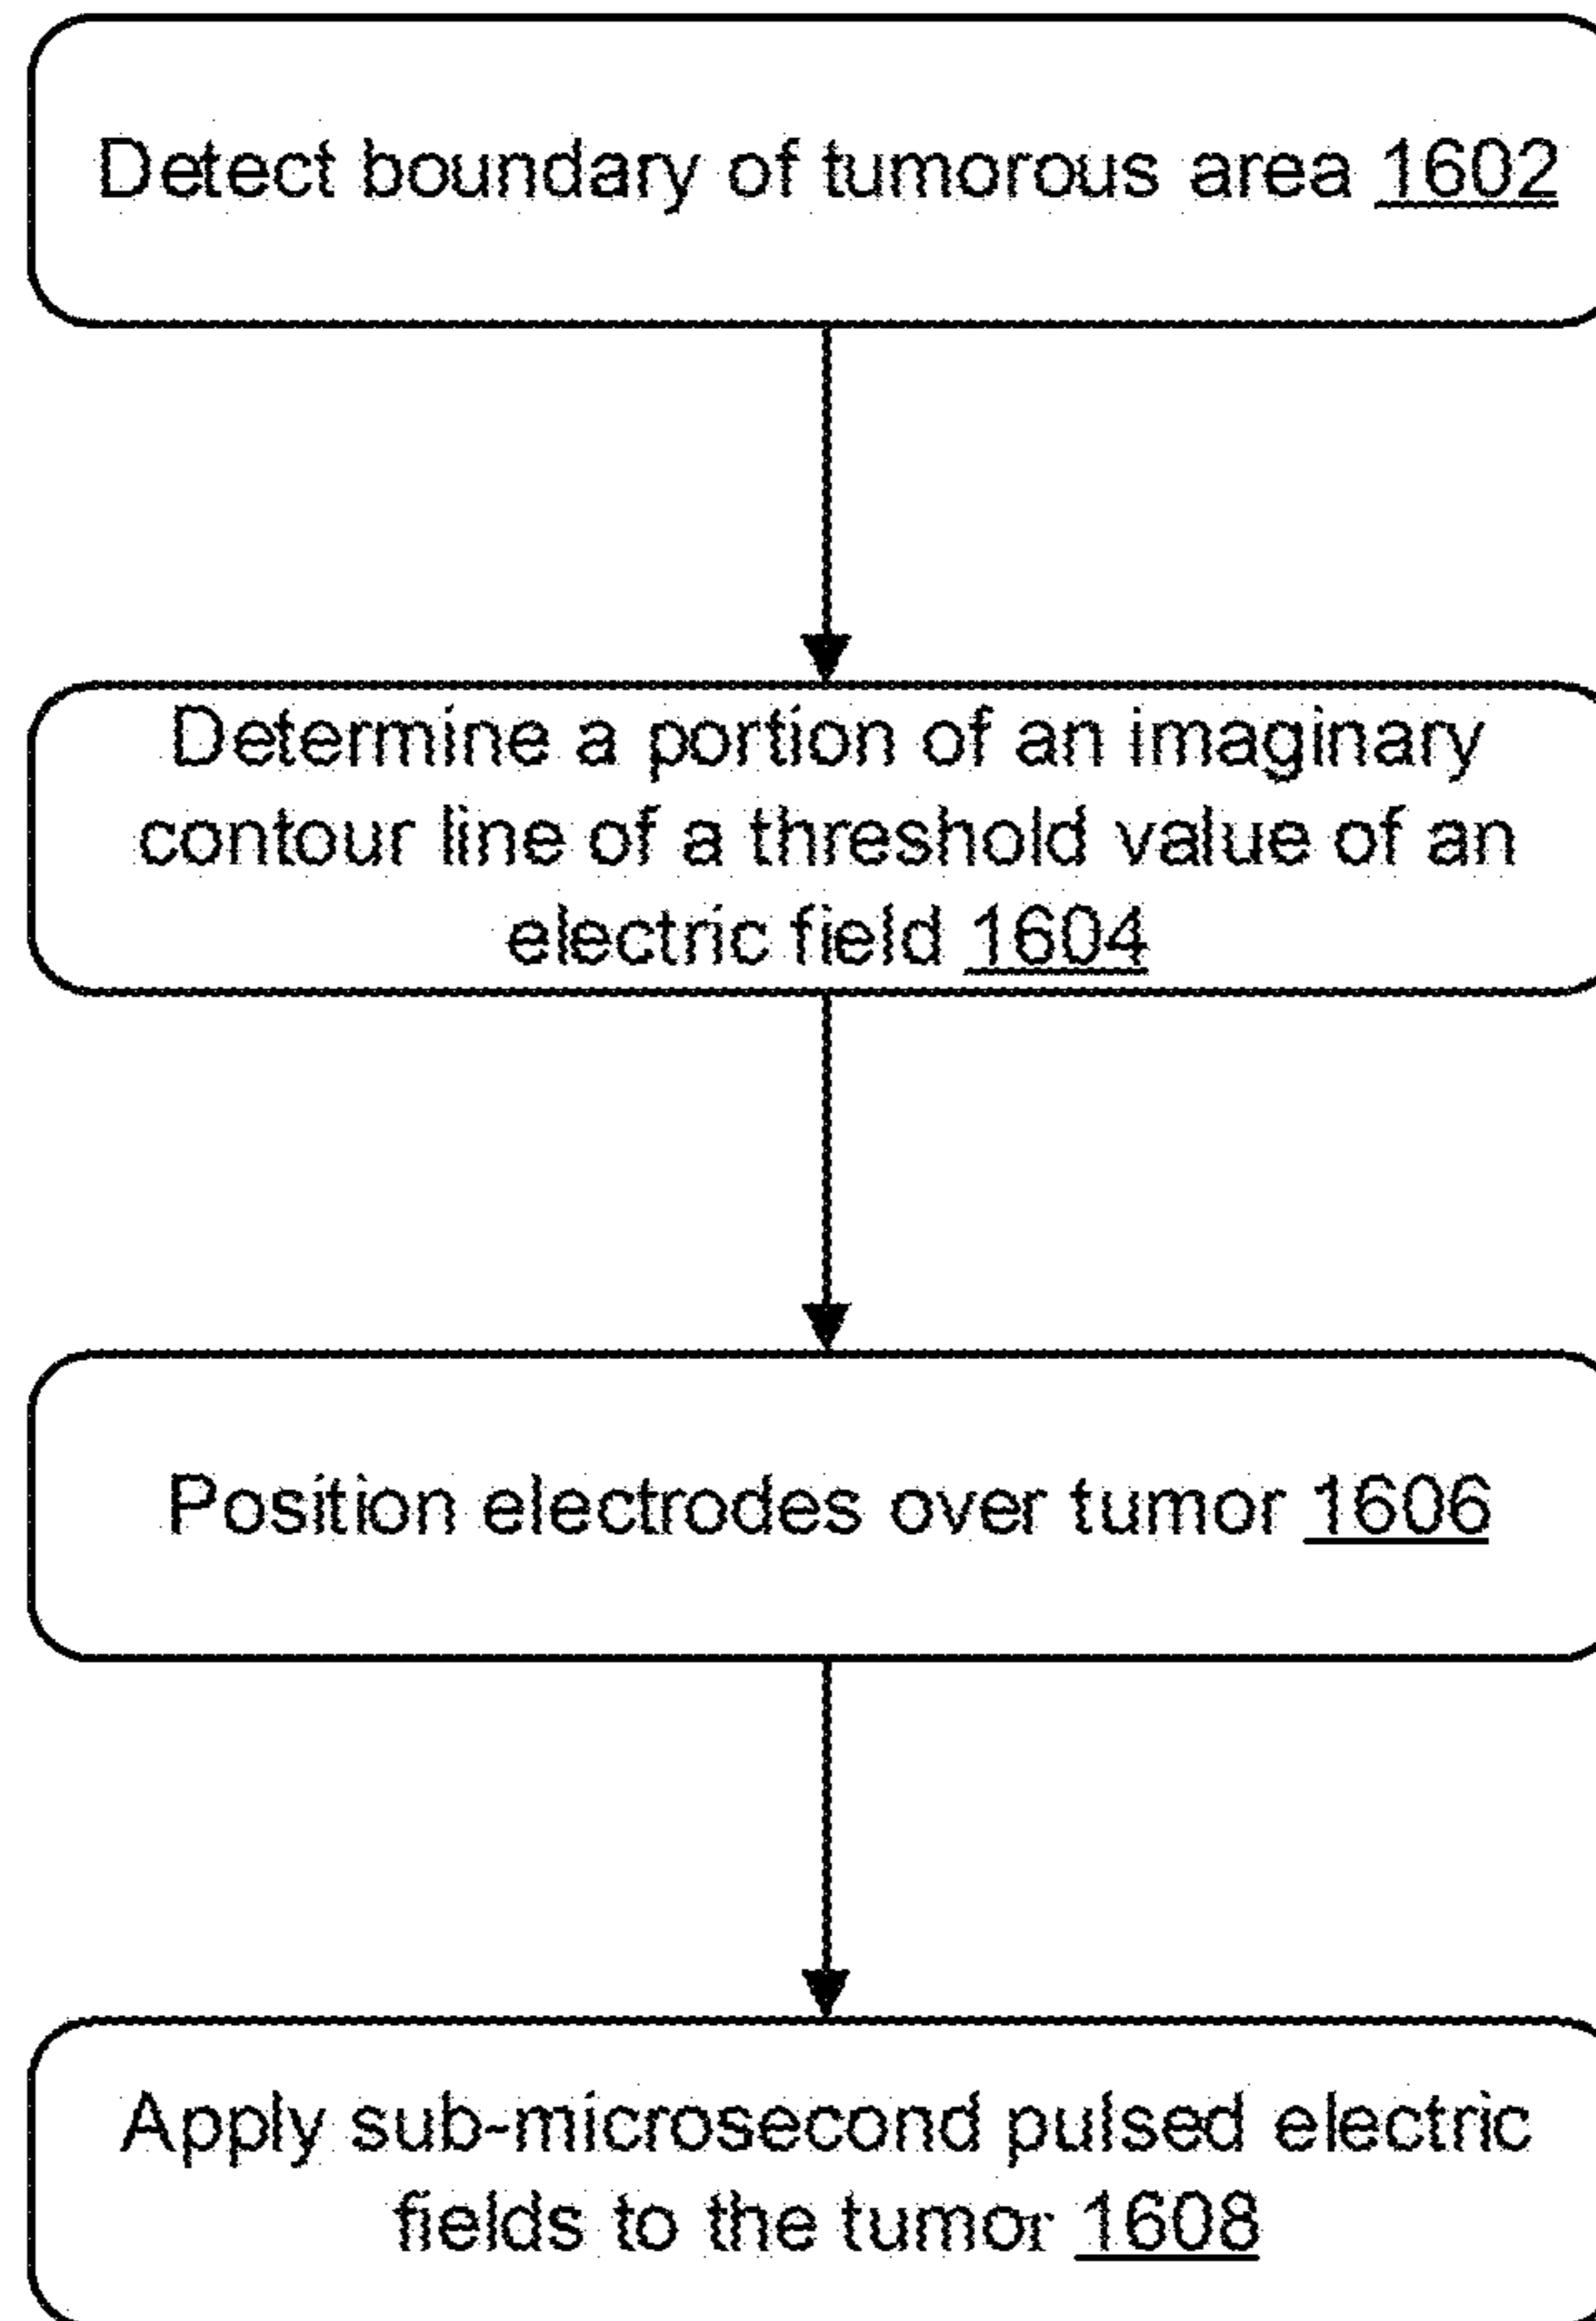 Detect boundary of tumorous area 1602
Determine a portion of an imaginary
contour line of a threshold value of an
electric field 1604
Position electrodes over tumor 1606
Apply sub-microsecond pulsed electric
fields to the tumor 1608